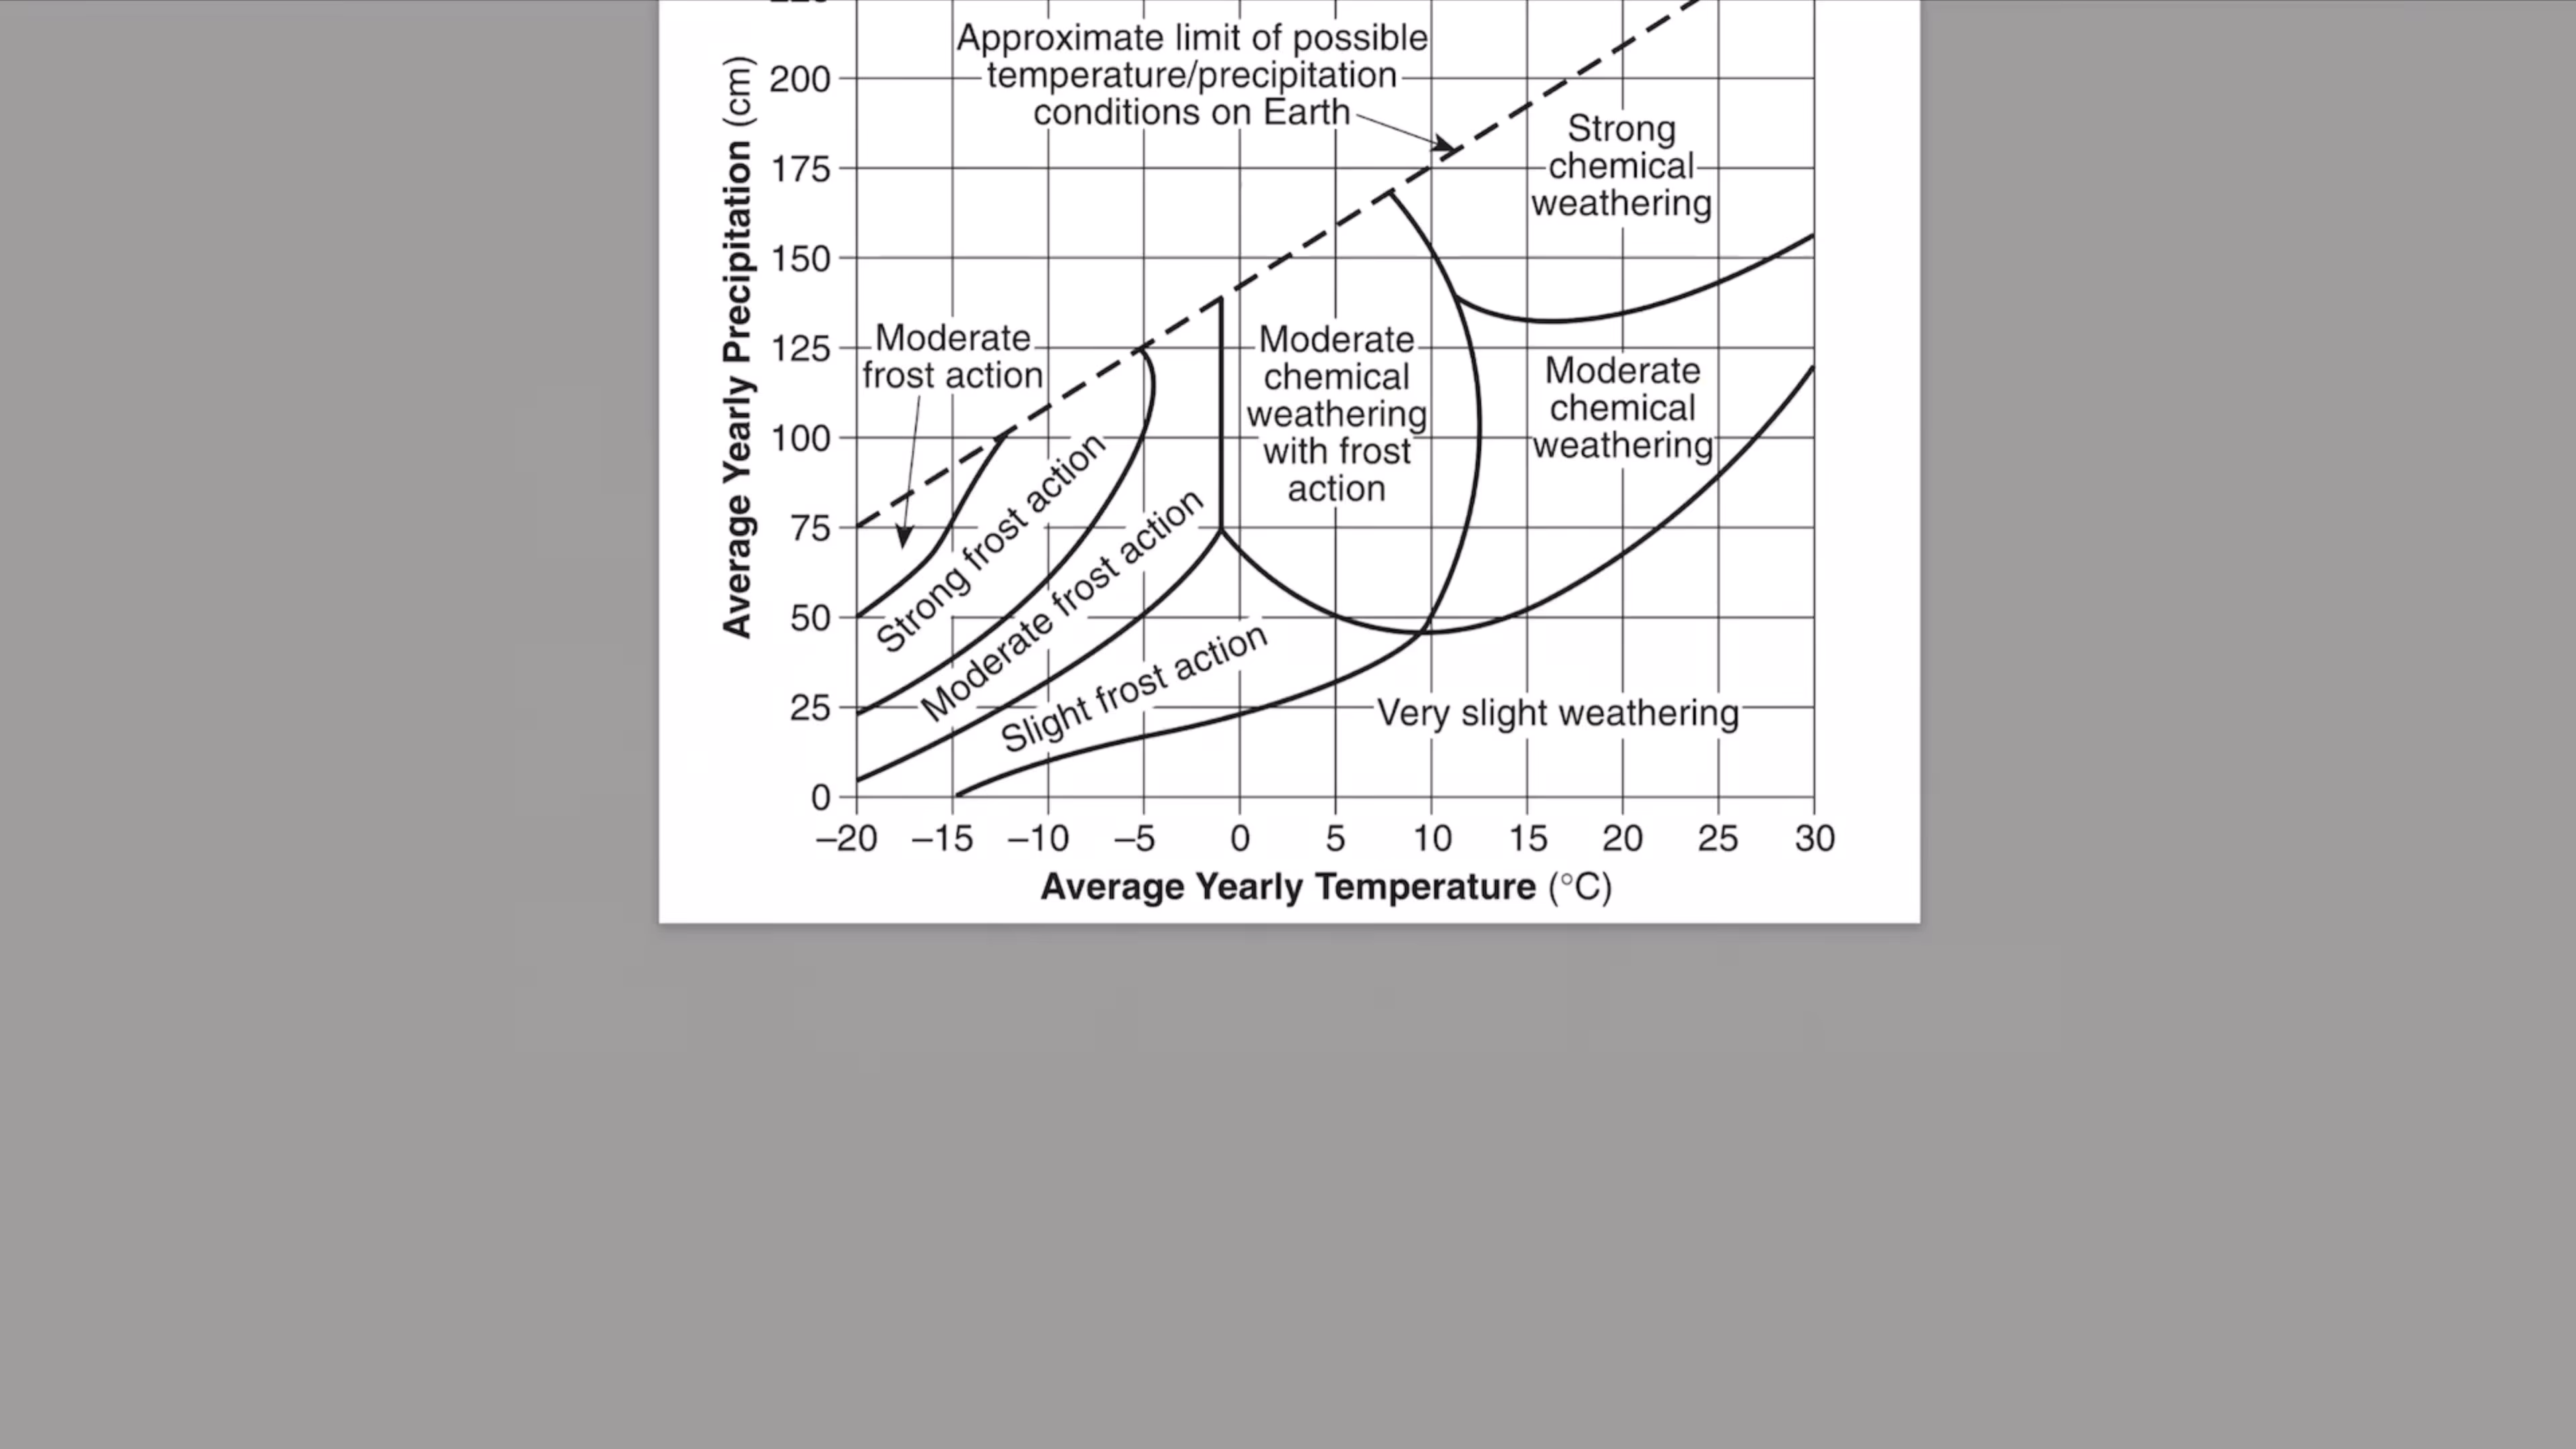 Approximate limit of possible
temperature/precipitation
conditions on Earth
Strong
chemical
weathering
Moderate
frost action
Moderate
chemical
weathering
with frost
action
Moderate
chemical
weathering
Strong frost action
Moderate frost action
Slight frost action
Very slight weathering
Average Yearly Precipitation (cm)
200
175
150
125
100
75
50
25
0
–20 –15 –10 –5 0 5 10 15 20 25 30
Average Yearly Temperature (°C)